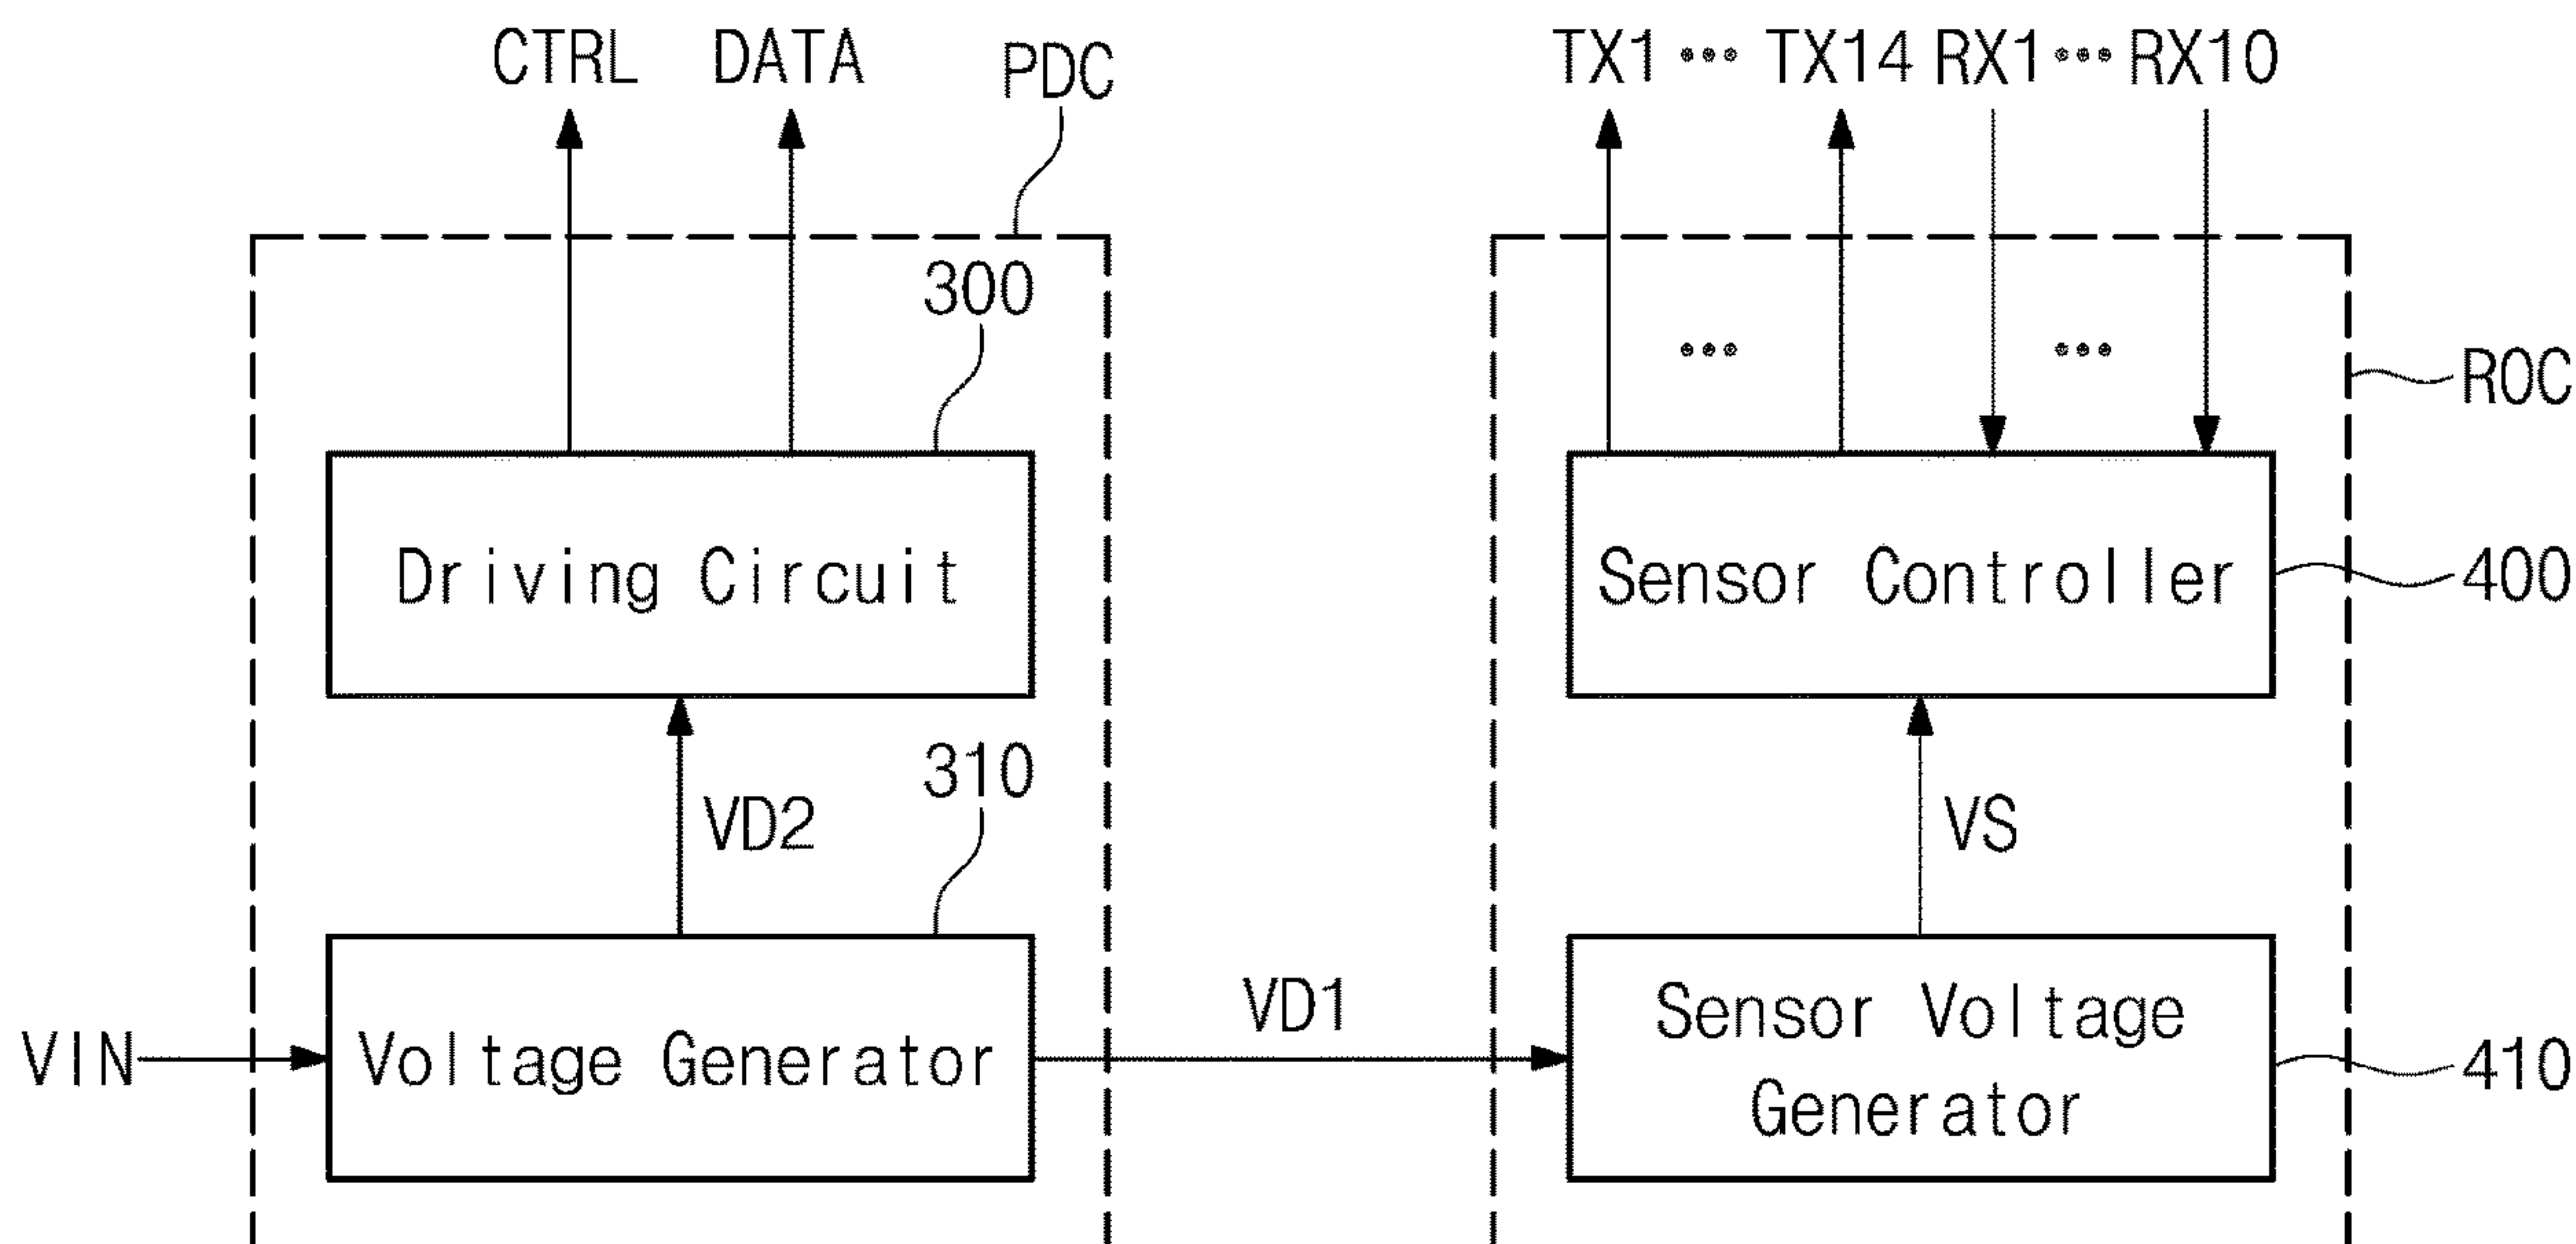 CTRL DATA PDC TX1 ••• TX14 RX1 ••• RX10
300
••• •••
ROC
Driving Circuit
Sensor Controller
400
310
VD2
VS
VD1
VIN
Voltage Generator
Sensor Voltage
Generator
410